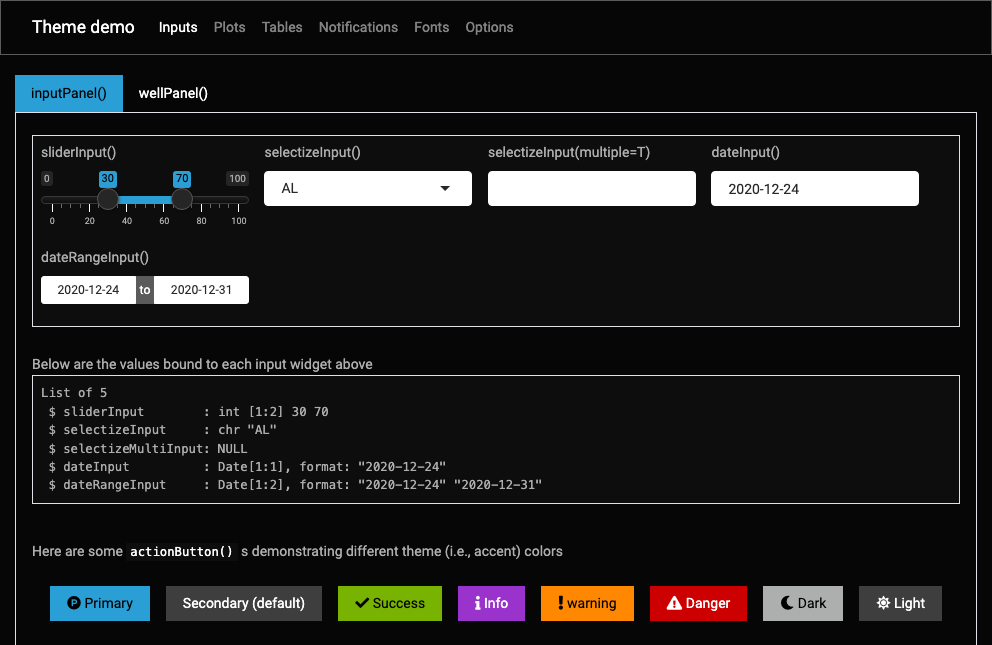 Theme demo Inputs Plots Tables Notifications Fonts Options
inputPanel() wellPanel()
sliderInput() selectizeInput() selectizeInput(multiple=T) dateInput()
0 30 70 100
AL 2020-12-24
0 20 40 60 80 100
dateRangeInput()
2020-12-24 to 2020-12-31
Below are the values bound to each input widget above
List of 5
$ sliderInput : int [1:2] 30 70
$ selectizeInput : chr "AL"
$ selectizeMultiInput: NULL
$ dateInput : Date[1:1], format: "2020-12-24"
$ dateRangeInput : Date[1:2], format: "2020-12-24" "2020-12-31"
Here are some actionButton() s demonstrating different theme (i.e., accent) colors
P Primary Secondary (default) Success Info warning Danger Dark Light